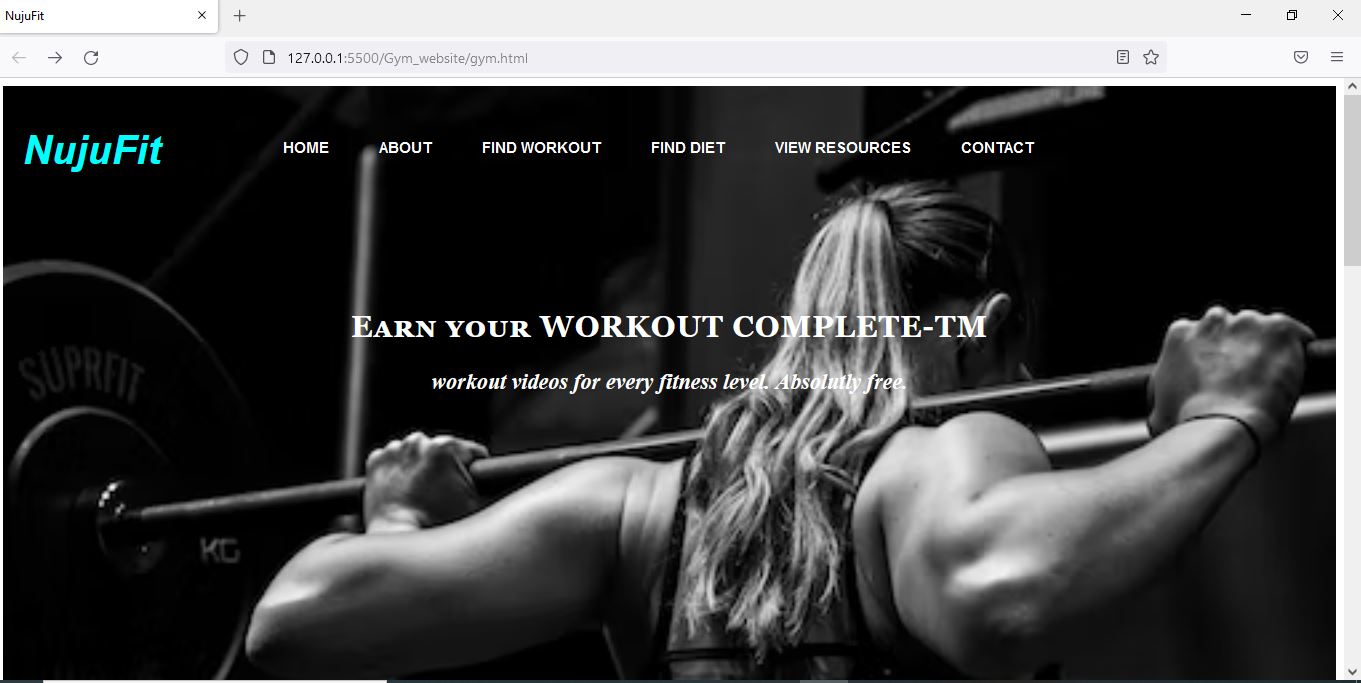 NujuFit
127.0.0.1:5500/Gym_website/gym.html
NujuFit
HOME ABOUT FIND WORKOUT FIND DIET VIEW RESOURCES CONTACT
Earn your WORKOUT COMPLETE-TM
workout videos for every fitness level. Absolutly free.
SUPRFIT
KG